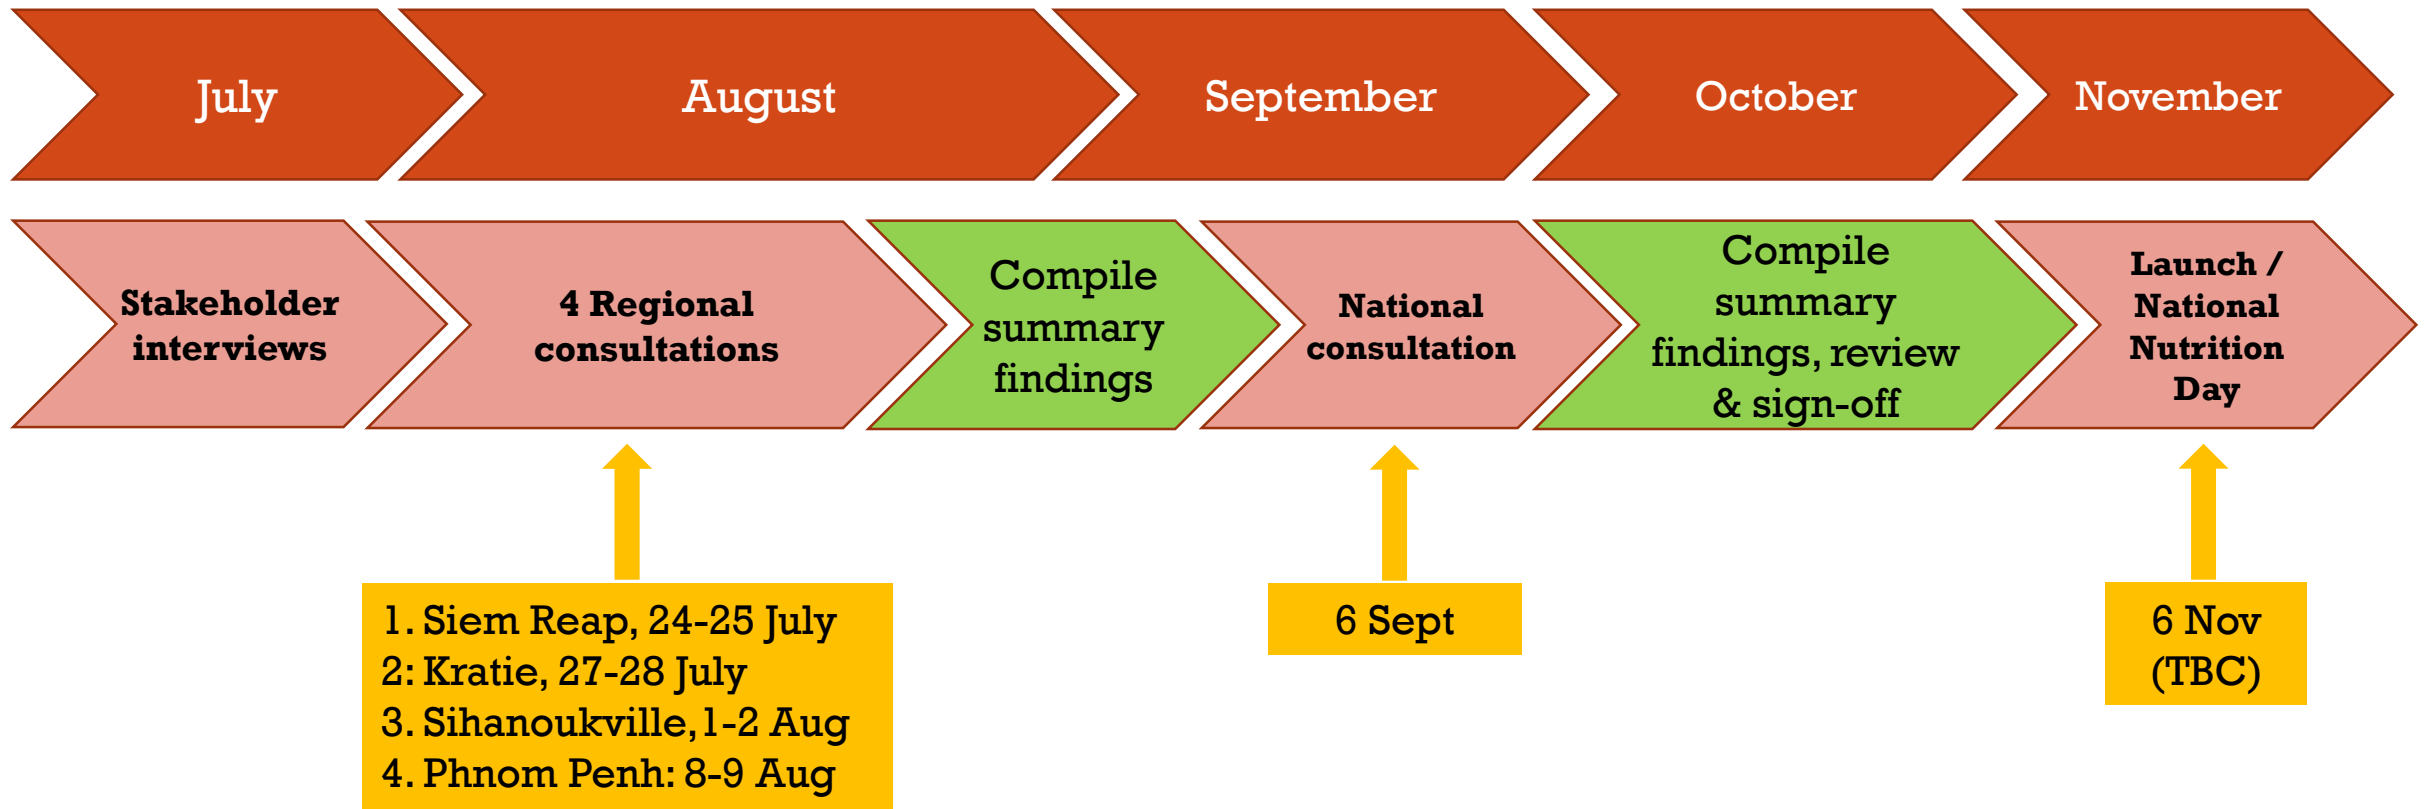 July
August
September
October
November
Stakeholder
interviews
4 Regional
consultations
Compile
summary
findings
National
consultation
Compile
summary
findings, review
& sign-off
Launch /
National
Nutrition
Day
1. Siem Reap, 24-25 July
2: Kratie, 27-28 July
3. Sihanoukville, 1-2 Aug
4. Phnom Penh: 8-9 Aug
6 Sept
6 Nov
(TBC)